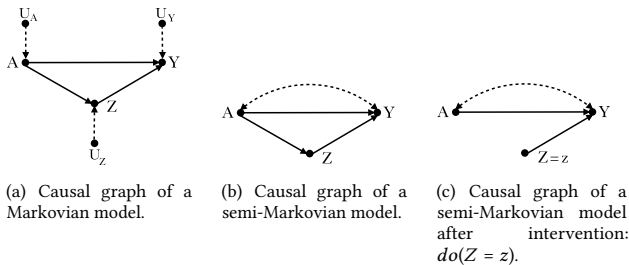 U_A U_Y
A Y
Z
U_Z
A Y
Z
A Y
Z=z
(a) Causal graph of a
Markovian model.
(b) Causal graph of a
semi-Markovian model.
(c) Causal graph of a
semi-Markovian model
after intervention:
do(Z = z).